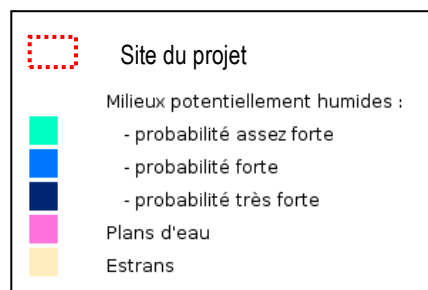 Site du projet
Milieux potentiellement humides :
- probabilité assez forte
- probabilité forte
- probabilité très forte
Plans d'eau
Estrans